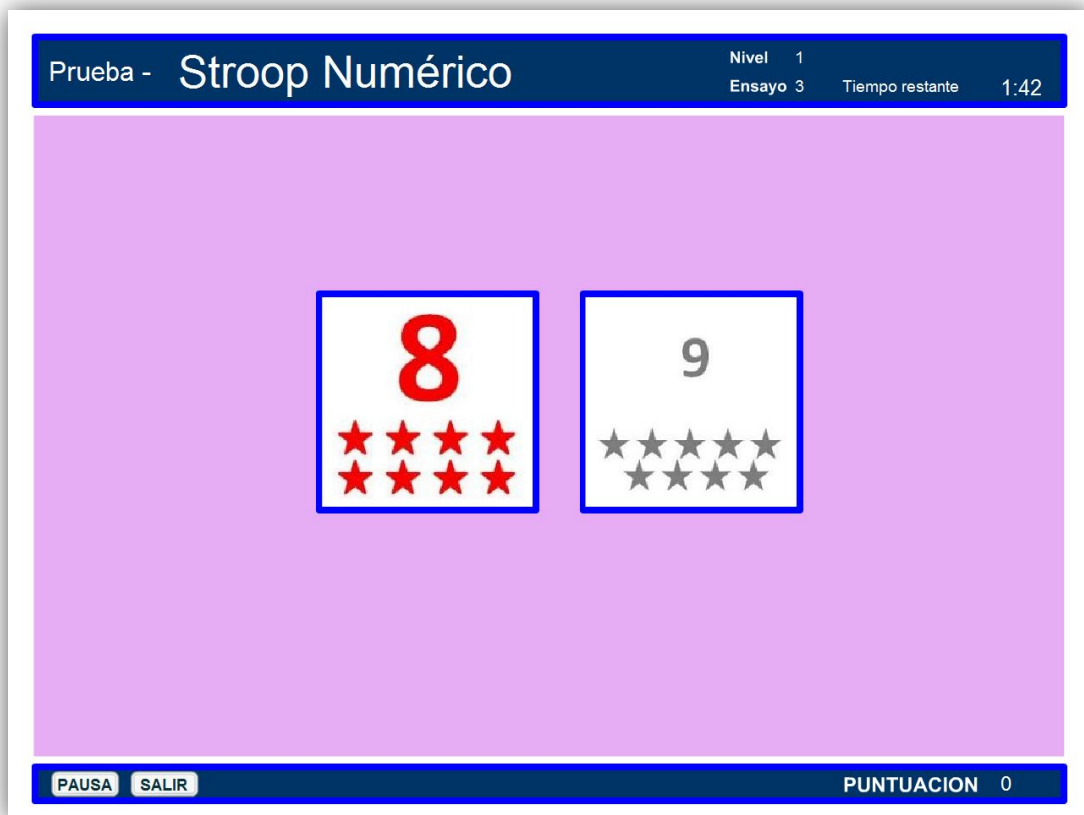 Prueba - Stroop Numérico
Nivel 1
Ensayo 3 Tiempo restante 1:42
8 9
PAUSA SALIR PUNTUACION 0